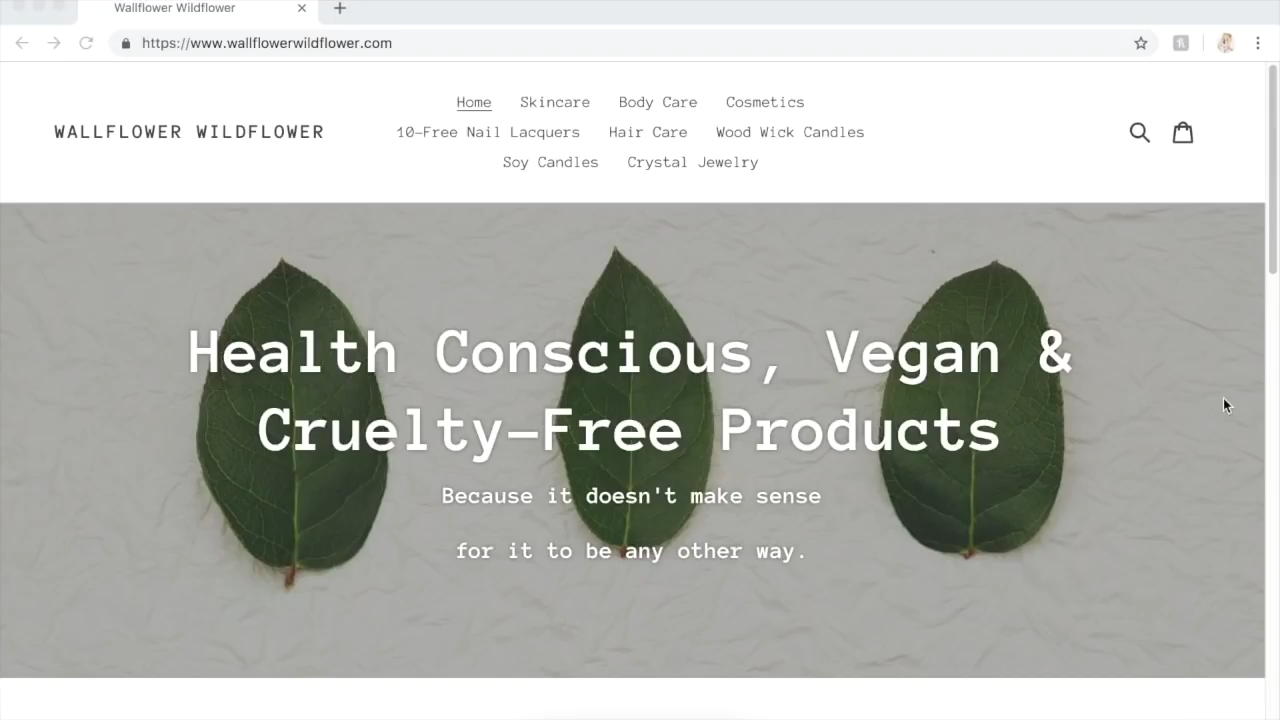 Wallflower Wildflower
https://www.wallflowerwildflower.com
Home Skincare Body Care Cosmetics
WALLFLOWER WILDFLOWER
10-Free Nail Lacquers Hair Care Wood Wick Candles
Soy Candles Crystal Jewelry
Health Conscious, Vegan &
Cruelty-Free Products
Because it doesn't make sense
for it to be any other way.